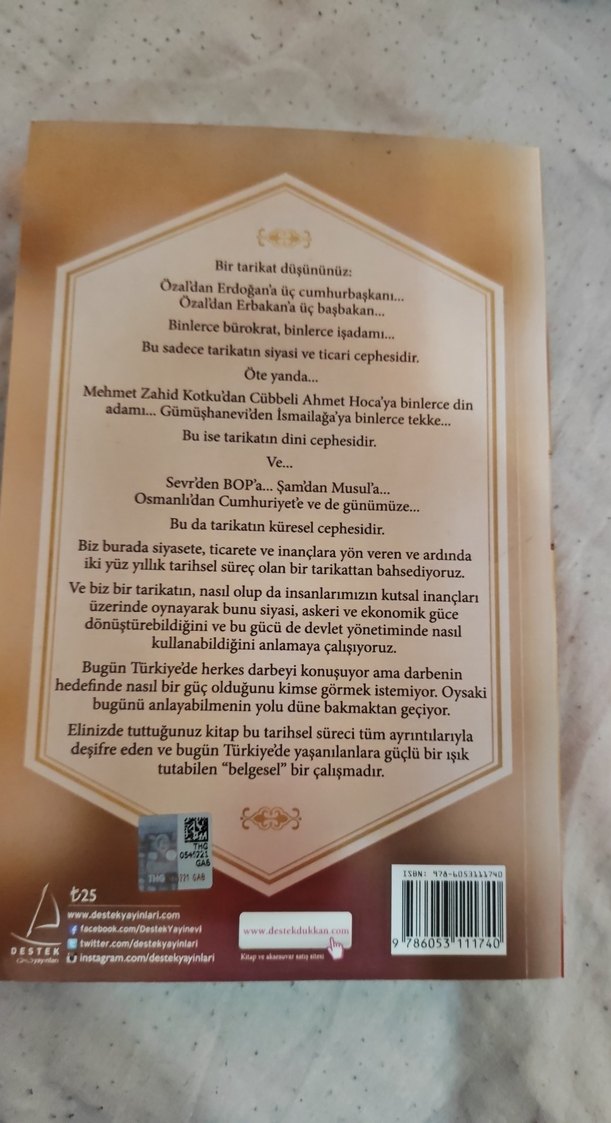 Bir tarikat düşününüz:
Özal'dan Erdoğan'a üç cumhurbaşkanı...
Özal'dan Erbakan'a üç başbakan...
Binlerce bürokrat, binlerce işadamı...
Bu sadece tarikatın siyasi ve ticari cephesidir.
Öte yanda...
Mehmet Zahid Kotku'dan Cübbeli Ahmet Hoca'ya binlerce din
adamı... Gümüşhanevi'den İsmailağa'ya binlerce tekke...
Bu ise tarikatın dini cephesidir.
Ve...
Sevr'den BOP'a... Şam'dan Musul'a...
Osmanlı'dan Cumhuriyet'e ve de günümüze...
Bu da tarikatın küresel cephesidir.
Biz burada siyasete, ticarete ve inançlara yön veren ve ardında
iki yüz yıllık tarihsel süreç olan bir tarikattan bahsediyoruz.
Ve biz bir tarikatın, nasıl olup da insanlarımızın kutsal inançları
üzerinde oynayarak bunu siyasi, askeri ve ekonomik güce
dönüştürebildiğini ve bu gücü de devlet yönetiminde nasıl
kullanabildiğini anlamaya çalışıyoruz.
Bugün Türkiye'de herkes darbeyi konuşuyor ama darbenin
hedefinde nasıl bir güç olduğunu kimse görmek istemiyor. Oysaki
bugünü anlayabilmenin yolu düne bakmaktan geçiyor.
Elinizde tuttuğunuz kitap bu tarihsel süreci tüm ayrıntılarıyla
deşifre eden ve bugün Türkiye'de yaşanılanlara güçlü bir ışık
tutabilen "belgesel" bir çalışmadır.
THG
GAB
THG 221 GAB
₺25
www.destekyayinlari.com
facebook.com/DestekYayinevi
twitter.com/destekyayinlari
instagram.com/destekyayinlari
DESTEK
yayınları
www.destekdukkan.com
Kitap ve aksesuvar satış sitesi
ISBN: 978-6053111740
9 786053 111740